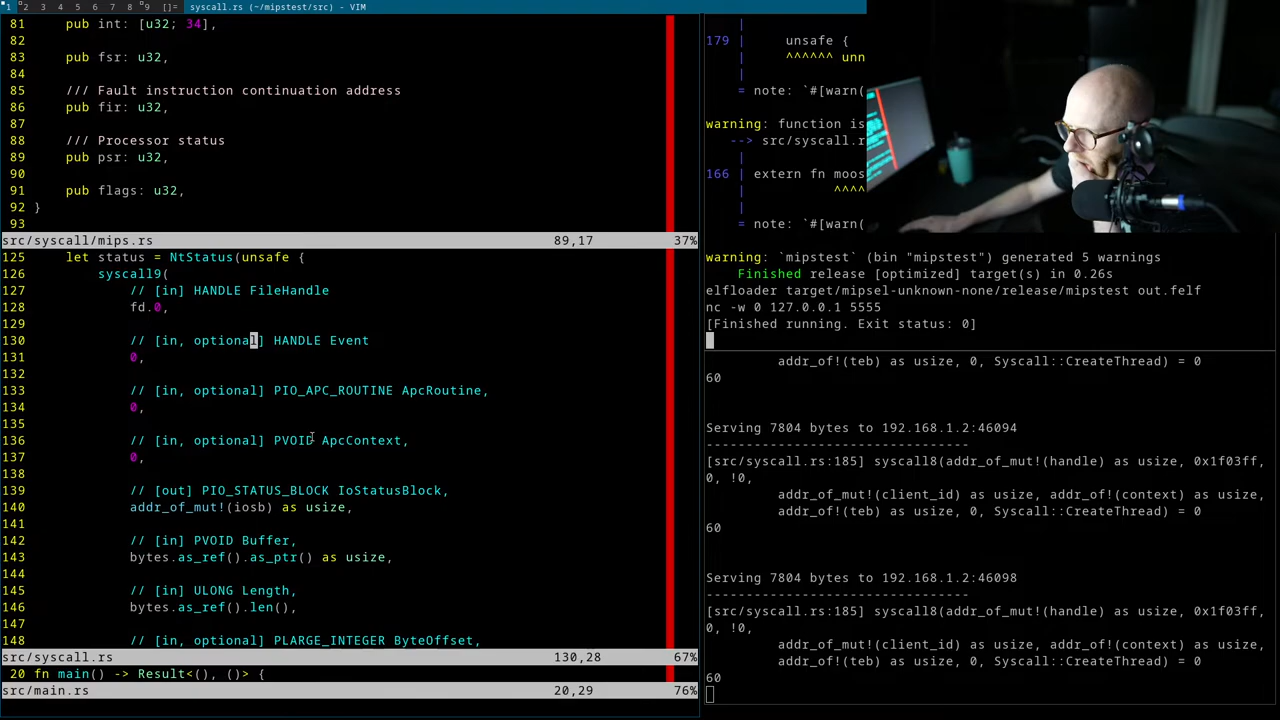 1 2 3 4 5 6 7 8 9 []= syscall.rs (~/mipstest/src) - VIM
81 pub int: [u32; 34],
82
83 pub fsr: u32,
84
85 /// Fault instruction continuation address
86 pub fir: u32,
87
88 /// Processor status
89 pub psr: u32,
90
91 pub flags: u32,
92 }
93
src/syscall/mips.rs 89,17 37%
125 let status = NtStatus(unsafe {
126 syscall9(
127 // [in] HANDLE FileHandle
128 fd.0,
129
130 // [in, optional] HANDLE Event
131 0,
132
133 // [in, optional] PIO_APC_ROUTINE ApcRoutine,
134 0,
135
136 // [in, optional] PVOID ApcContext,
137 0,
138
139 // [out] PIO_STATUS_BLOCK IoStatusBlock,
140 addr_of_mut!(iosb) as usize,
141
142 // [in] PVOID Buffer,
143 bytes.as_ref().as_ptr() as usize,
144
145 // [in] ULONG Length,
146 bytes.as_ref().len(),
147
148 // [in, optional] PLARGE_INTEGER ByteOffset,
src/syscall.rs 130,28 67%
20 fn main() -> Result<(), ()> {
src/main.rs 20,29 76%
|
179 | unsafe {
| ^^^^^^ unn
|
= note: `#[warn(
warning: function is
--> src/syscall.r
|
166 | extern fn moos
| ^^^^
|
= note: `#[warn(
warning: `mipstest` (bin "mipstest") generated 5 warnings
Finished release [optimized] target(s) in 0.26s
elfloader target/mipsel-unknown-none/release/mipstest out.felf
nc -w 0 127.0.0.1 5555
[Finished running. Exit status: 0]
addr_of!(teb) as usize, 0, Syscall::CreateThread) = 0
60
Serving 7804 bytes to 192.168.1.2:46094
---------------------------------
[src/syscall.rs:185] syscall8(addr_of_mut!(handle) as usize, 0x1f03ff,
0, !0,
addr_of_mut!(client_id) as usize, addr_of!(context) as usize,
addr_of!(teb) as usize, 0, Syscall::CreateThread) = 0
60
Serving 7804 bytes to 192.168.1.2:46098
---------------------------------
[src/syscall.rs:185] syscall8(addr_of_mut!(handle) as usize, 0x1f03ff,
0, !0,
addr_of_mut!(client_id) as usize, addr_of!(context) as usize,
addr_of!(teb) as usize, 0, Syscall::CreateThread) = 0
60